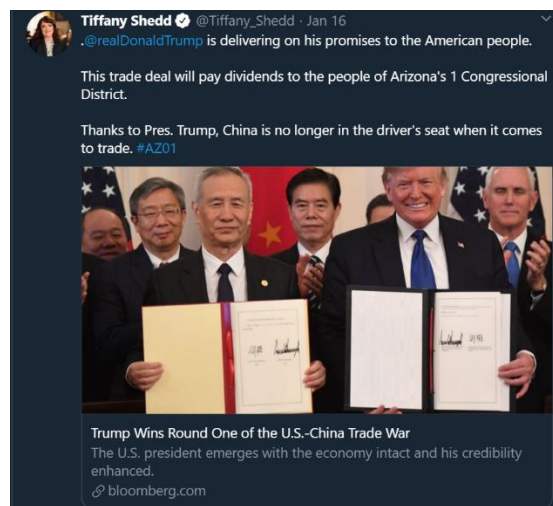 Tiffany Shedd @Tiffany_Shedd · Jan 16
.@realDonaldTrump is delivering on his promises to the American people.
This trade deal will pay dividends to the people of Arizona's 1 Congressional
District.
Thanks to Pres. Trump, China is no longer in the driver's seat when it comes
to trade. #AZ01
Trump Wins Round One of the U.S.-China Trade War
The U.S. president emerges with the economy intact and his credibility
enhanced.
bloomberg.com